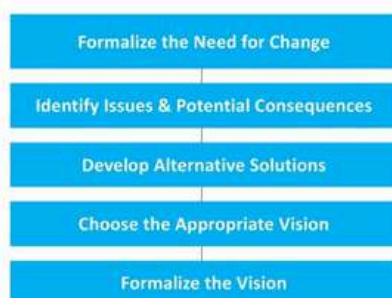 Formalize the Need for Change
Identify Issues & Potential Consequences
Develop Alternative Solutions
Choose the Appropriate Vision
Formalize the Vision